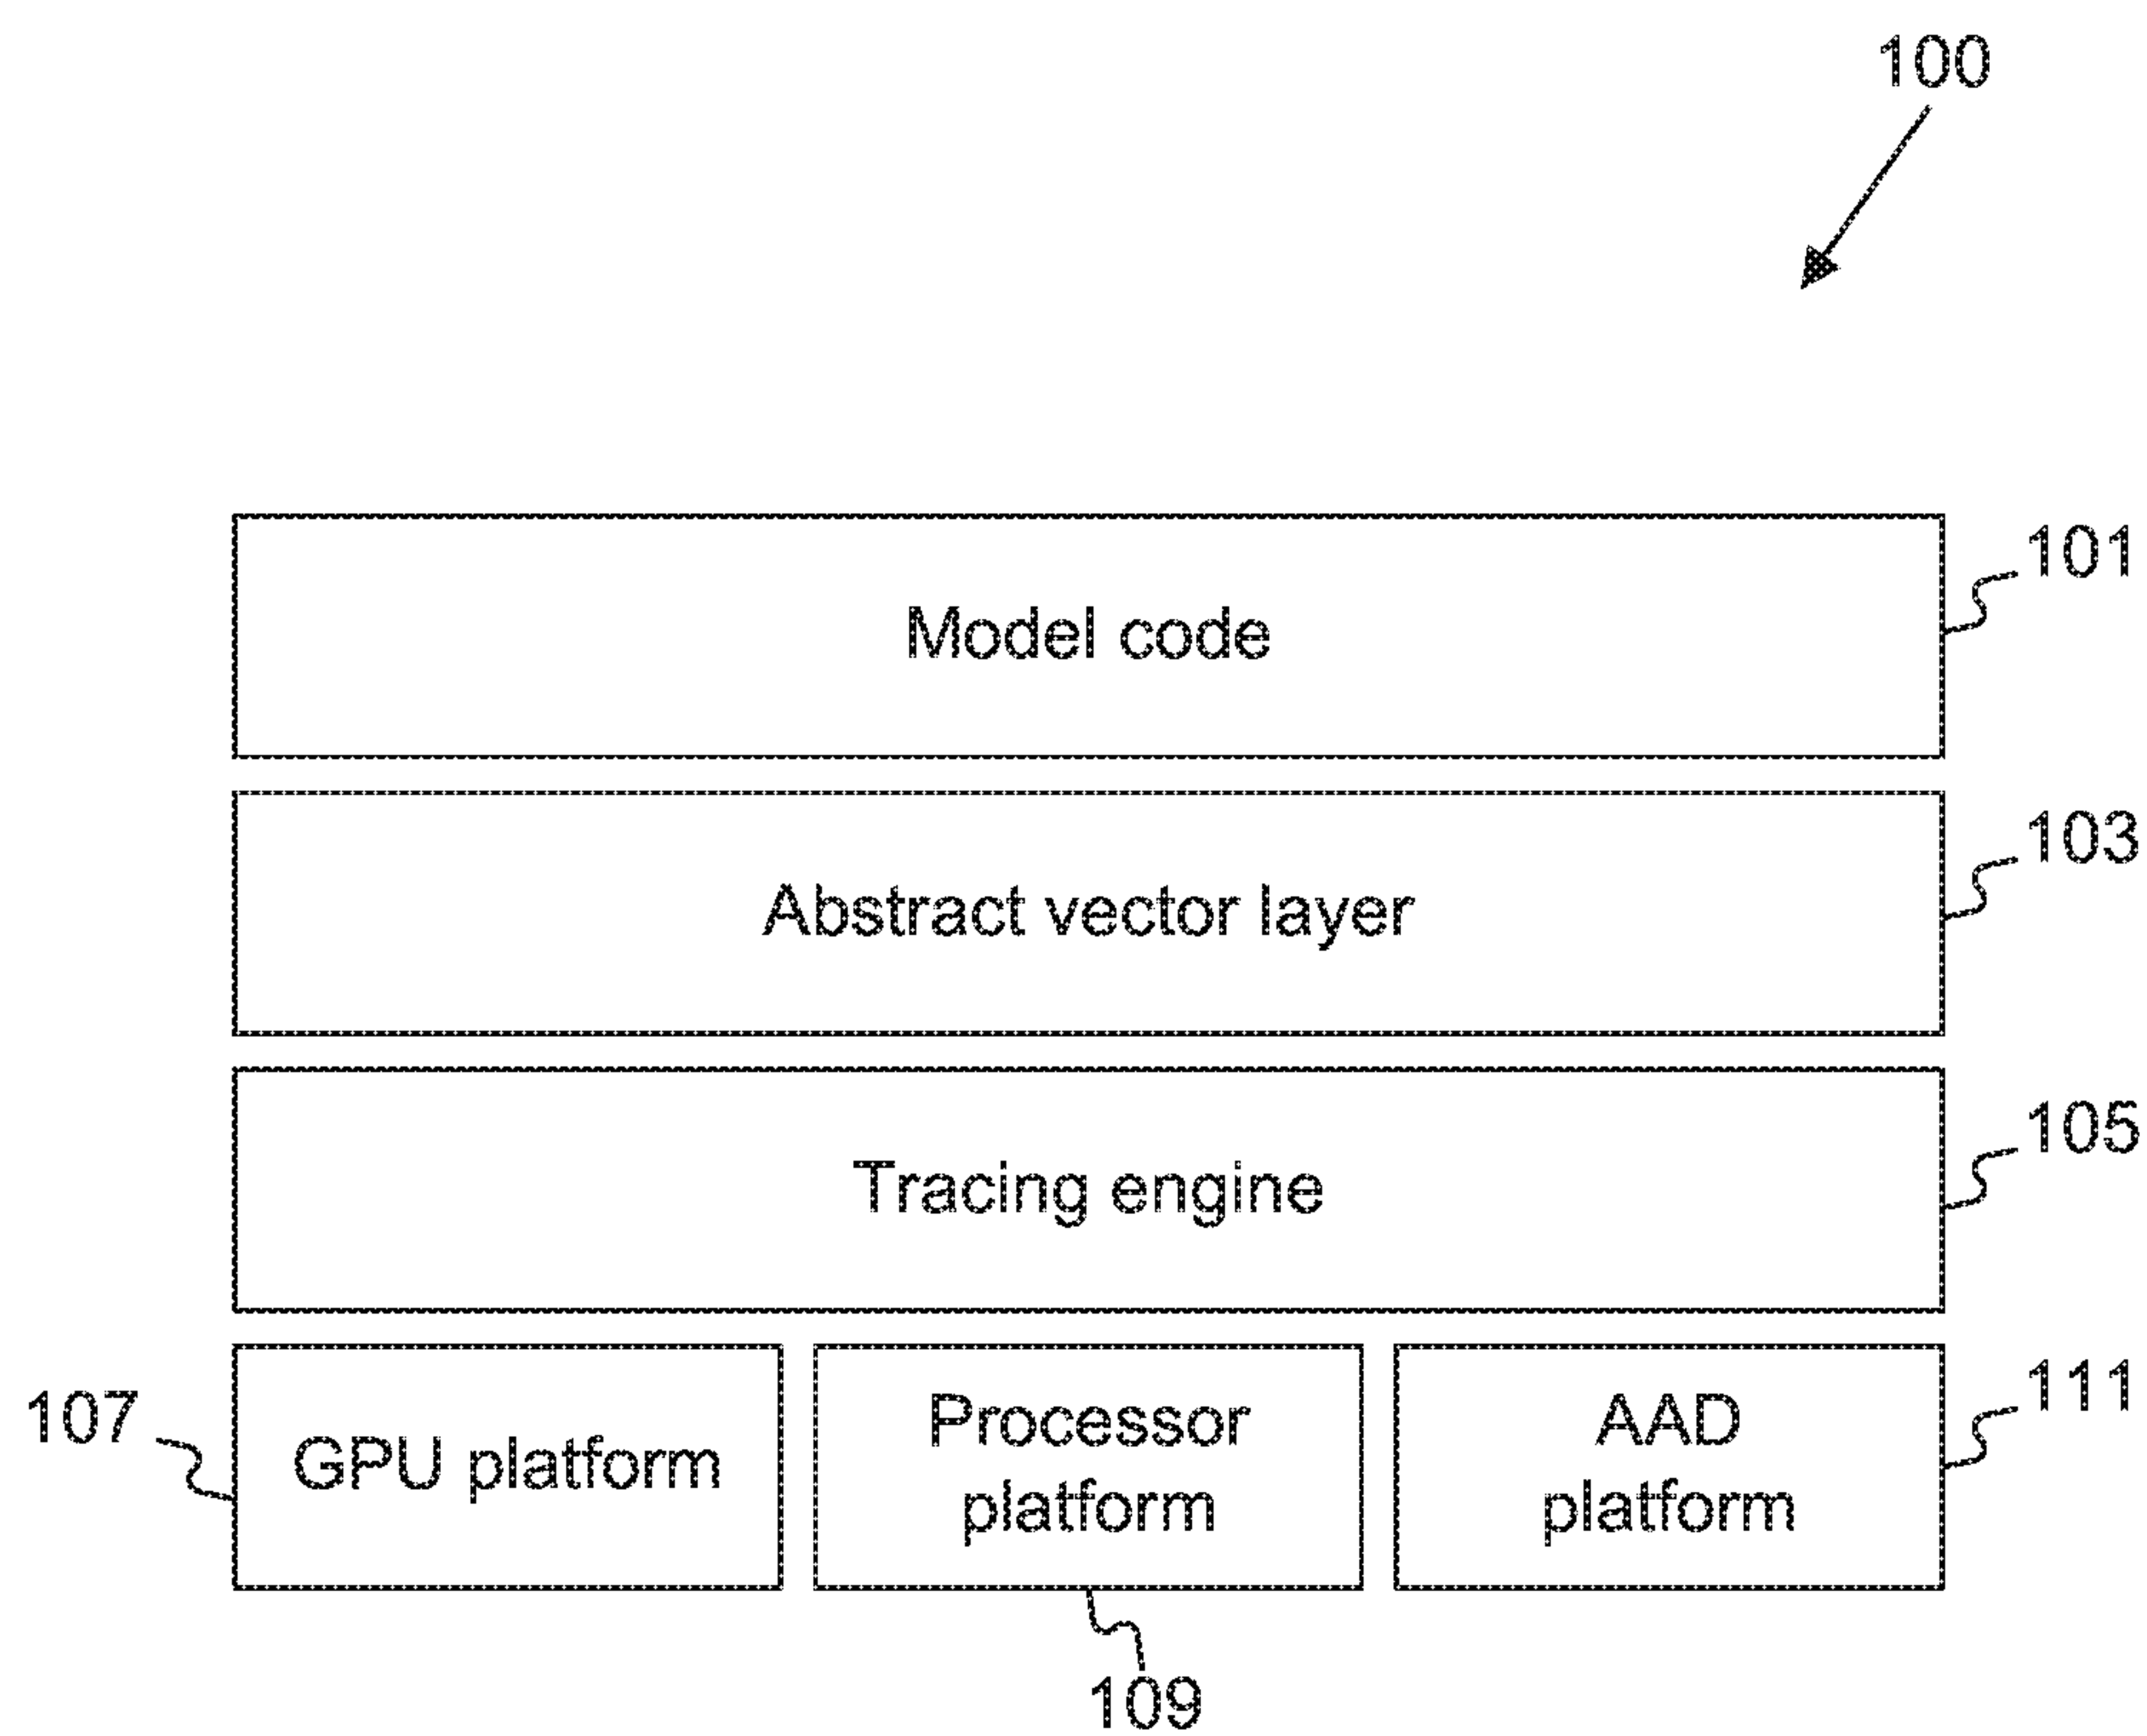 100
Model code
101
Abstract vector layer
103
Tracing engine
105
107
GPU platform
Processor
platform
109
AAD
platform
111